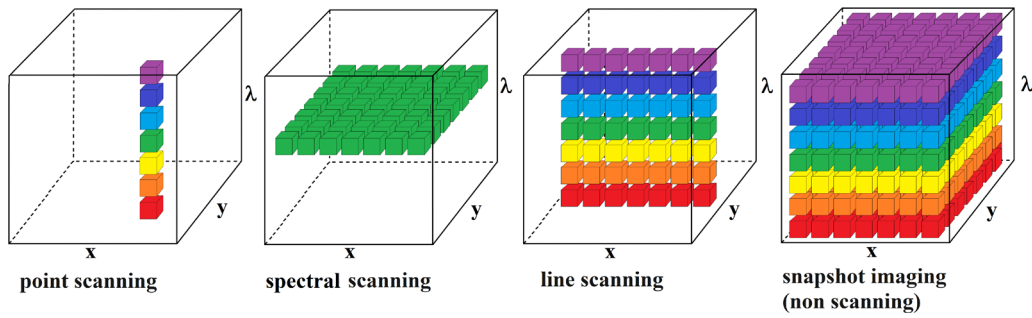 λ
y
x
point scanning
λ
y
x
spectral scanning
λ
y
x
line scanning
λ
y
x
snapshot imaging
(non scanning)